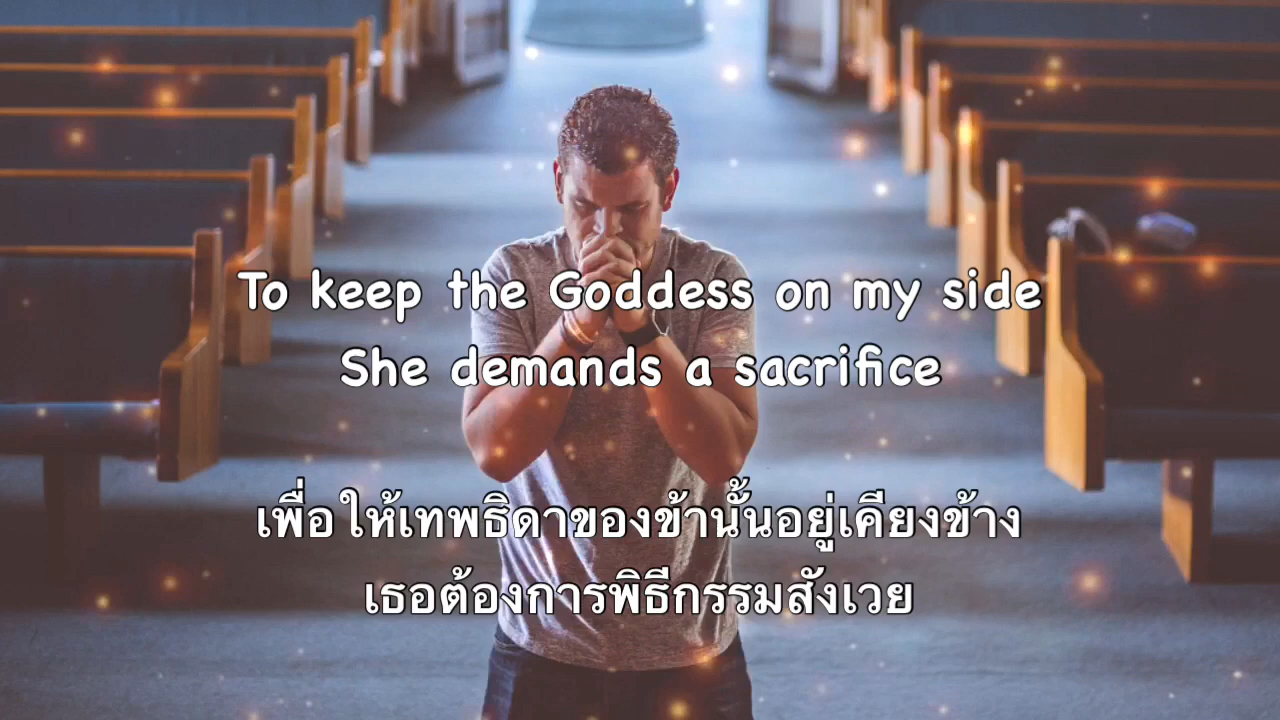 To keep the Goddess on my side
She demands a sacrifice
เพื่อให้เทพธิดาของข้านั้นอยู่เคียงข้าง
เธอต้องการพิธีกรรมสังเวย